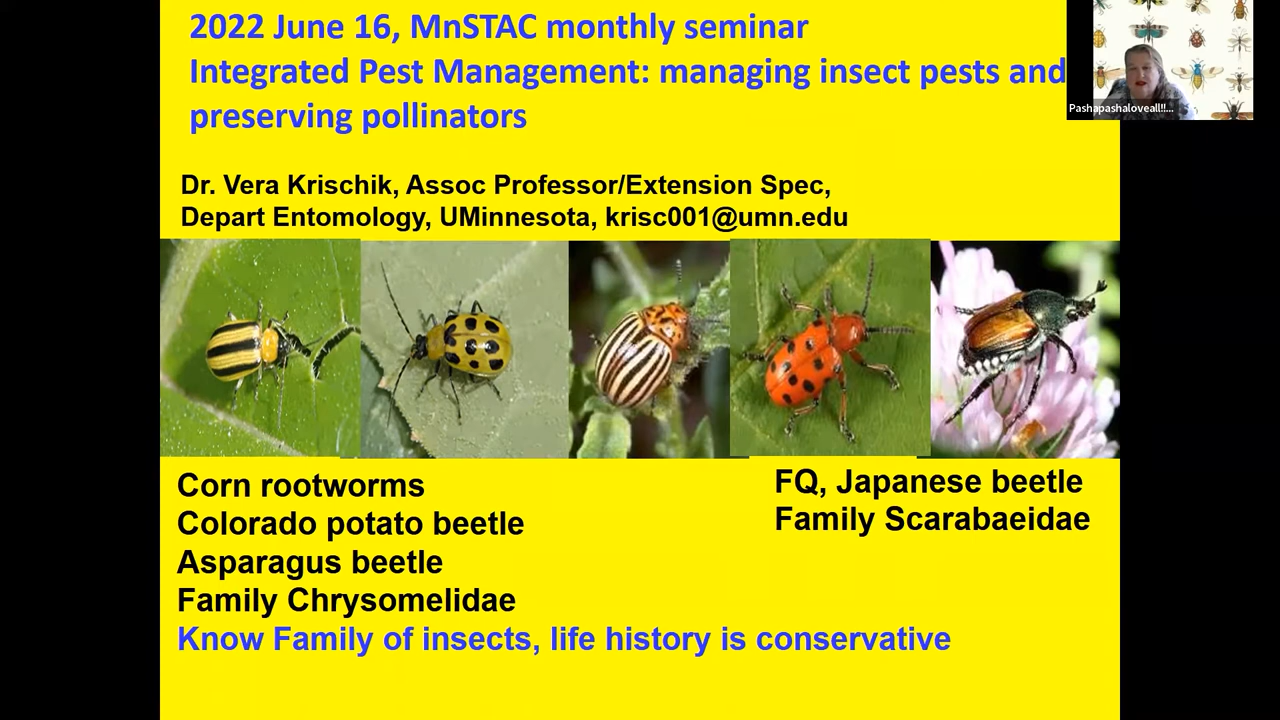 2022 June 16, MnSTAC monthly seminar
Integrated Pest Management: managing insect pests and
preserving pollinators
Pashapashaloveall!!...
Dr. Vera Krischik, Assoc Professor/Extension Spec,
Depart Entomology, UMinnesota, krisc001@umn.edu
Corn rootworms
Colorado potato beetle
Asparagus beetle
Family Chrysomelidae
FQ, Japanese beetle
Family Scarabaeidae
Know Family of insects, life history is conservative